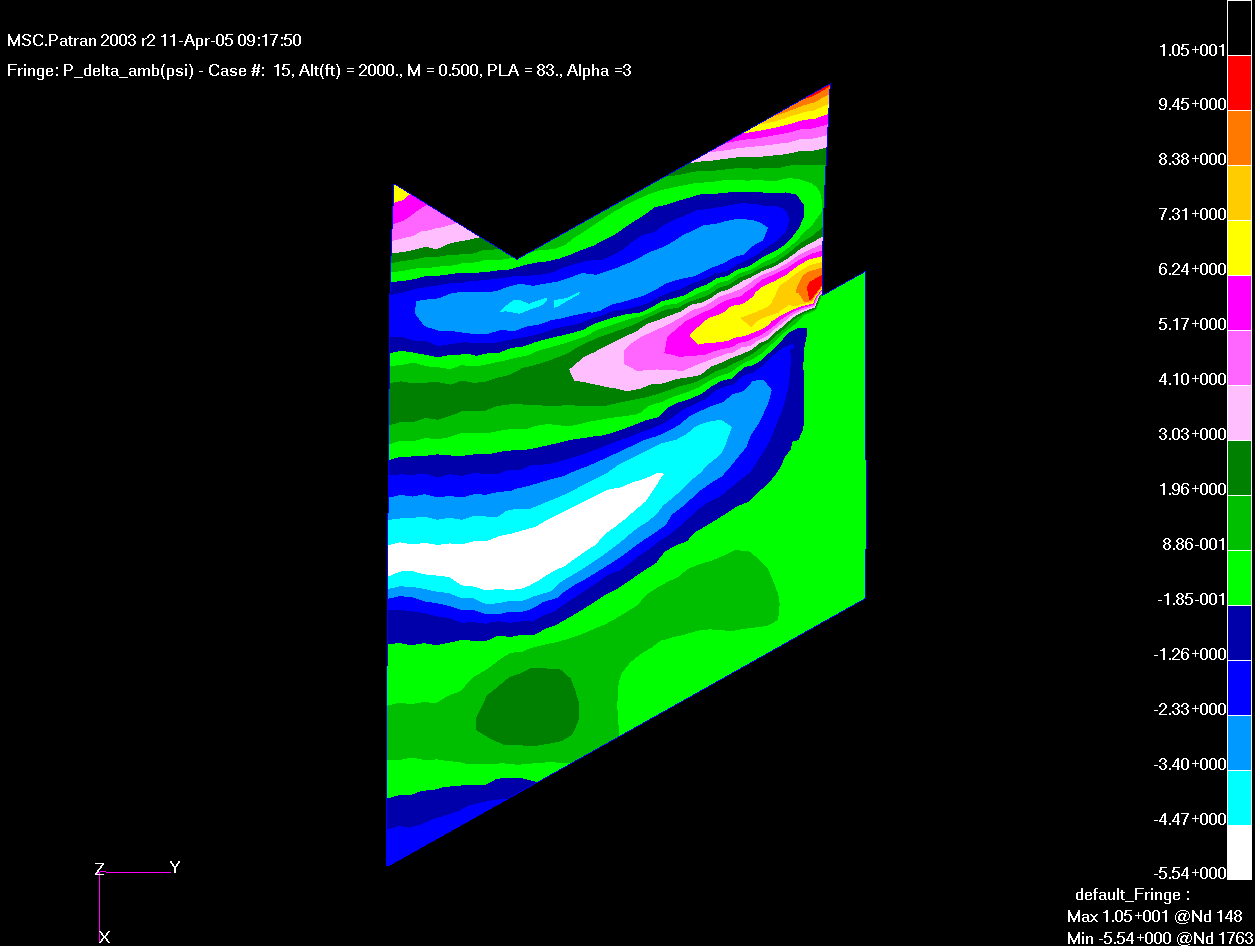 MSC.Patran 2003 r2 11-Apr-05 09:17:50
Fringe: P_delta_amb(psi) - Case #: 15, Alt(ft) = 2000., M = 0.500, PLA = 83., Alpha =3
1.05+001
9.45+000
8.38+000
7.31+000
6.24+000
5.17+000
4.10+000
3.03+000
1.96+000
8.86-001
-1.85-001
-1.26+000
-2.33+000
-3.40+000
-4.47+000
-5.54+000
default_Fringe :
Max 1.05+001 @Nd 148
Min -5.54+000 @Nd 1763
Z
Y
X